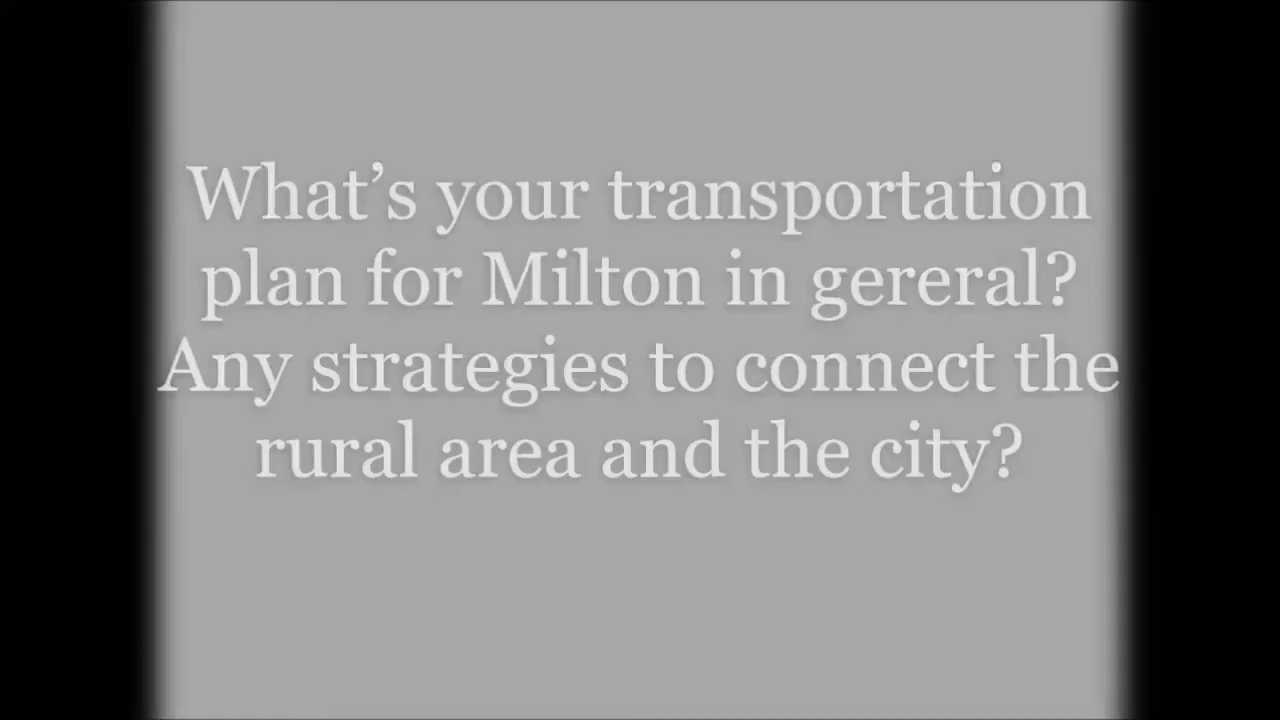 What’s your transportation
plan for Milton in gereral?
Any strategies to connect the
rural area and the city?